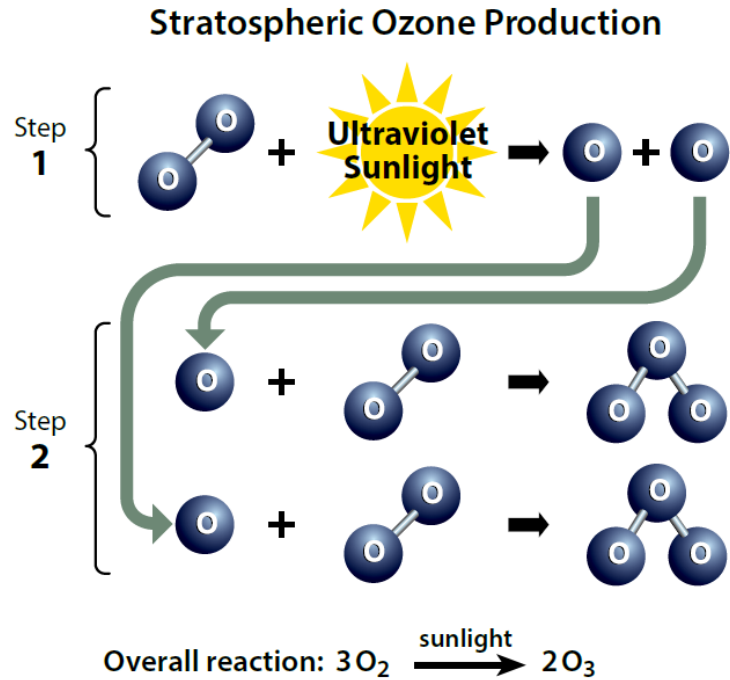 Stratospheric Ozone Production
Step
1
O
O
+
Ultraviolet
Sunlight
O
+
O
Step
2
O
+
O
O
O
O
O
O
+
O
O
O
O
O
Overall reaction: 3O₂ sunlight 2O₃